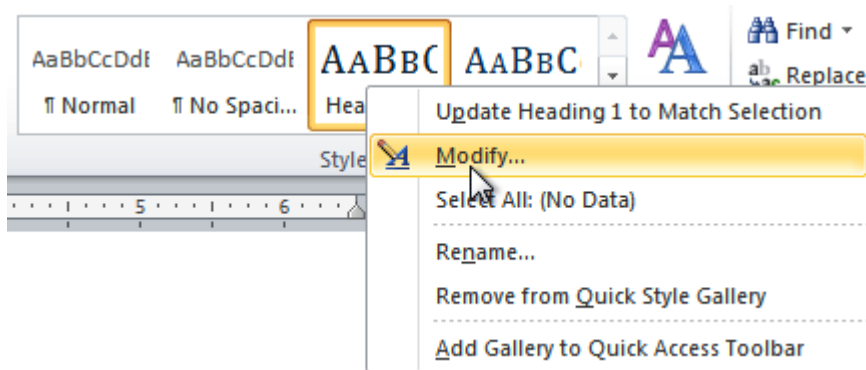 AaBbCcDdE AaBbCcDdE AaBbC AaBbC Find
Replace
¶ Normal ¶ No Spaci... Hea
Update Heading 1 to Match Selection
Style
Modify...
Select All: (No Data)
5 6
Rename...
Remove from Quick Style Gallery
Add Gallery to Quick Access Toolbar